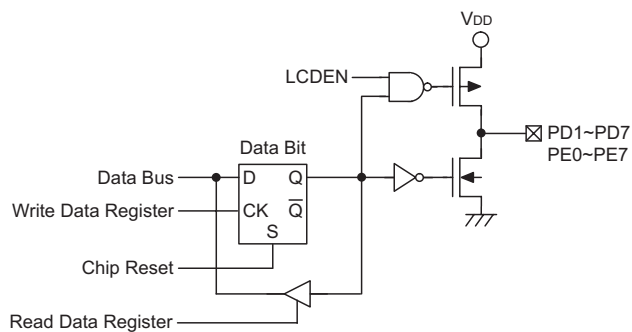 VDD
LCDEN
PD1~PD7
PE0~PE7
Data Bit
Data Bus
D
Q
Write Data Register
CK
Q
S
Chip Reset
Read Data Register